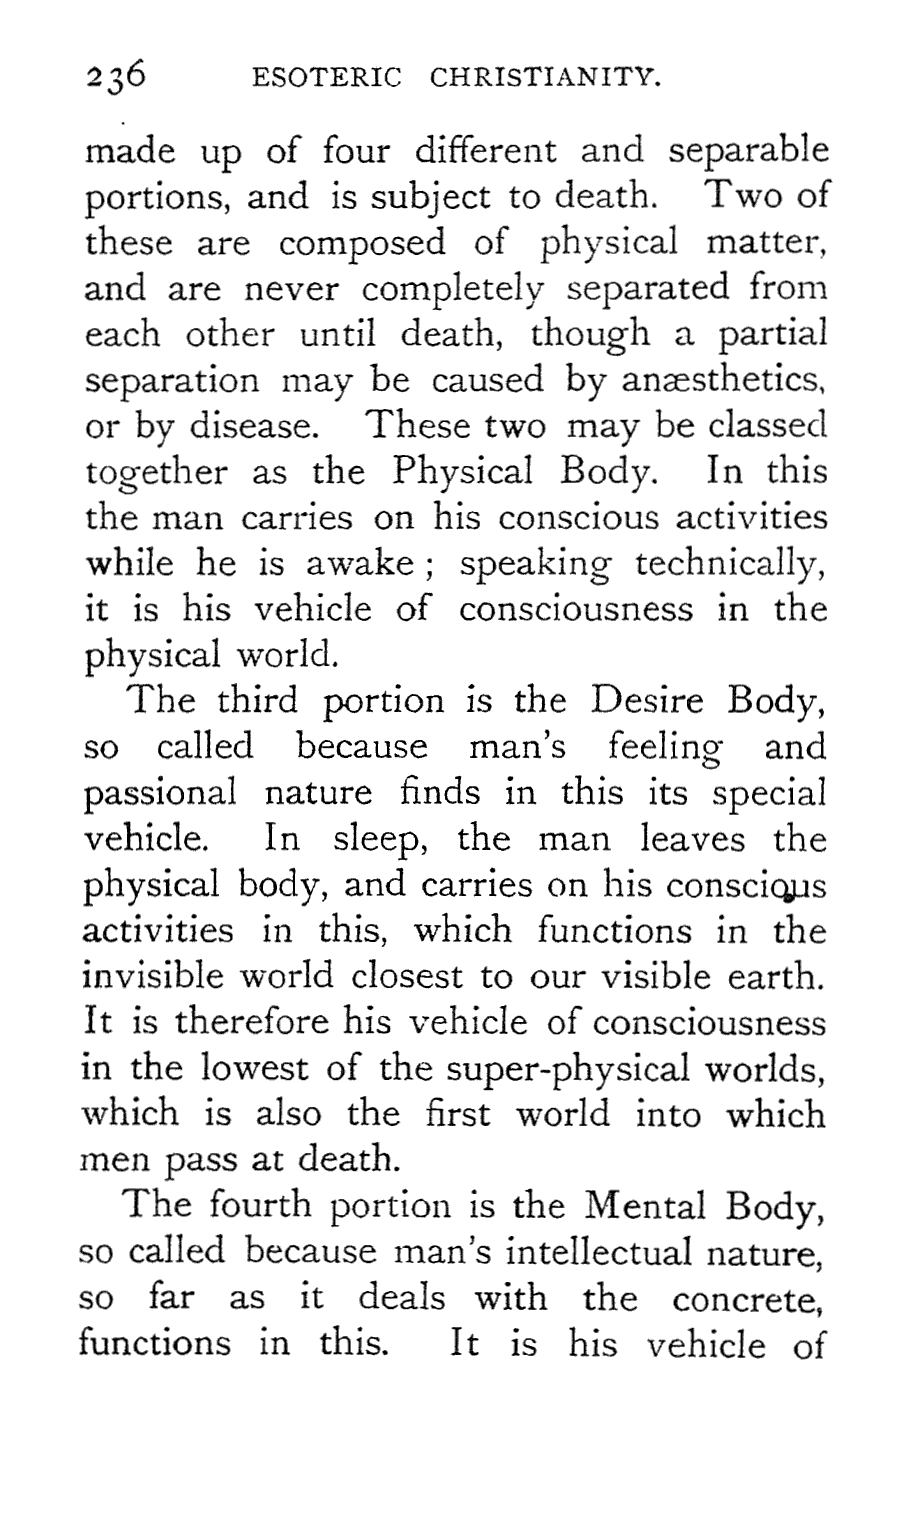 236 ESOTERIC CHRISTIANITY.
made up of four different and separable
portions, and is subject to death. Two of
these are composed of physical matter,
and are never completely separated from
each other until death, though a partial
separation may be caused by anæsthetics,
or by disease. These two may be classed
together as the Physical Body. In this
the man carries on his conscious activities
while he is awake ; speaking technically,
it is his vehicle of consciousness in the
physical world.
The third portion is the Desire Body,
so called because man's feeling and
passional nature finds in this its special
vehicle. In sleep, the man leaves the
physical body, and carries on his conscious
activities in this, which functions in the
invisible world closest to our visible earth.
It is therefore his vehicle of consciousness
in the lowest of the super-physical worlds,
which is also the first world into which
men pass at death.
The fourth portion is the Mental Body,
so called because man's intellectual nature,
so far as it deals with the concrete,
functions in this. It is his vehicle of